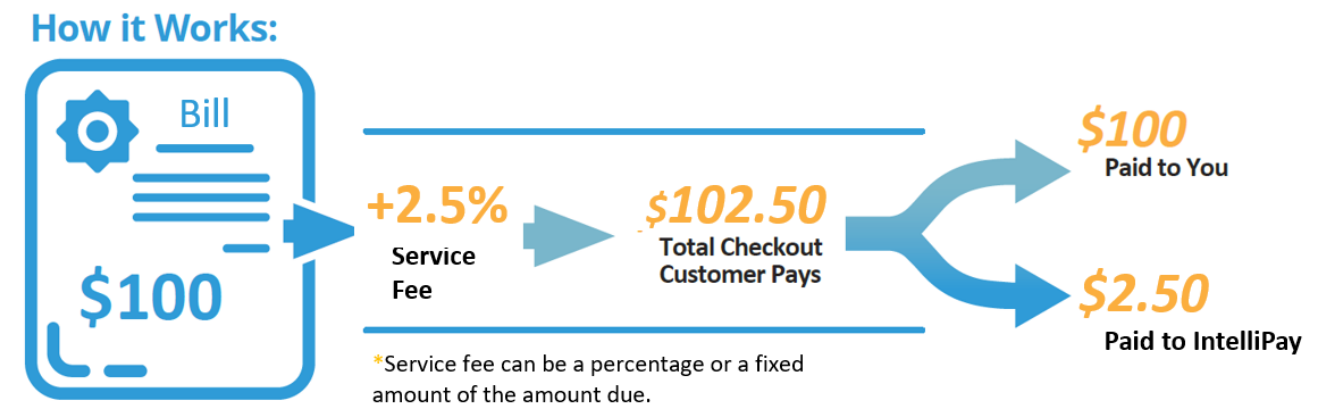 How it Works:
Bill
$100
+2.5%
Service
Fee
$102.50
Total Checkout
Customer Pays
$100
Paid to You
$2.50
Paid to IntelliPay
*Service fee can be a percentage or a fixed
amount of the amount due.